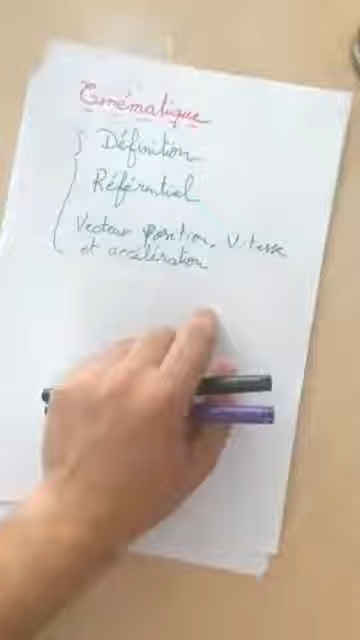 Cinématique
Définition
Référentiel
Vecteur position, Vitesse
et accélération